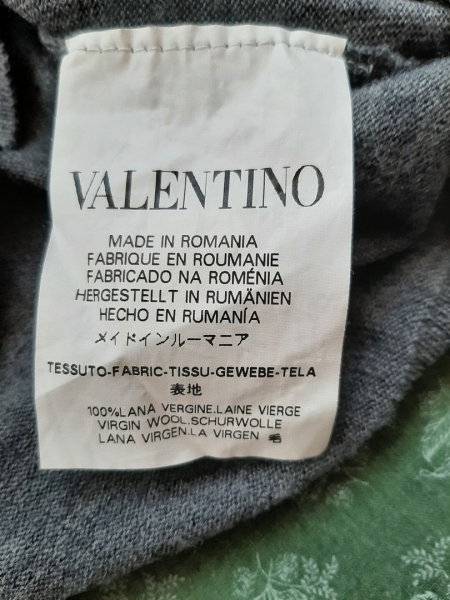 VALENTINO
MADE IN ROMANIA
FABRIQUE EN ROUMANIE
FABRICADO NA ROMÉNIA
HERGESTELLT IN RUMÄNIEN
HECHO EN RUMANÍA
メイドインルーマニア
TESSUTO-FABRIC-TISSU-GEWEBE-TELA
表地
100%LANA VERGINE.LAINE VIERGE
VIRGIN WOOL.SCHURWOLLE
LANA VIRGEN.LA VIRGEN 毛